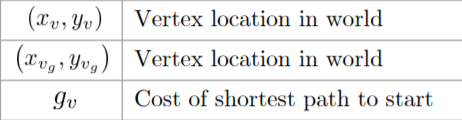 (x_v, y_v) Vertex location in world
(x_{v_g}, y_{v_g}) Vertex location in world
g_v Cost of shortest path to start